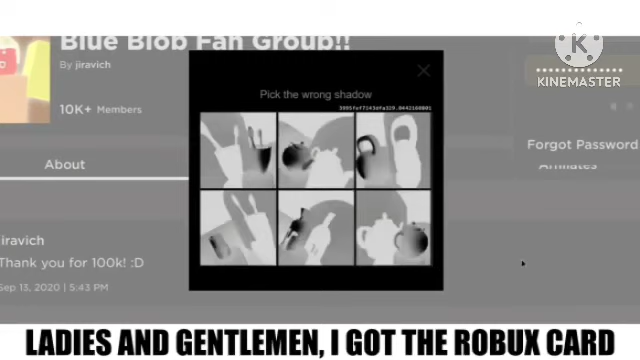 Blue Blob Fan Group!!
By jiravich
10K+ Members
KINEMASTER
Pick the wrong shadow
Forgot Password
Affiliates
About
jiravich
Thank you for 100k! :D
Sep 13, 2020 | 5:43 PM
LADIES AND GENTLEMEN, I GOT THE ROBUX CARD